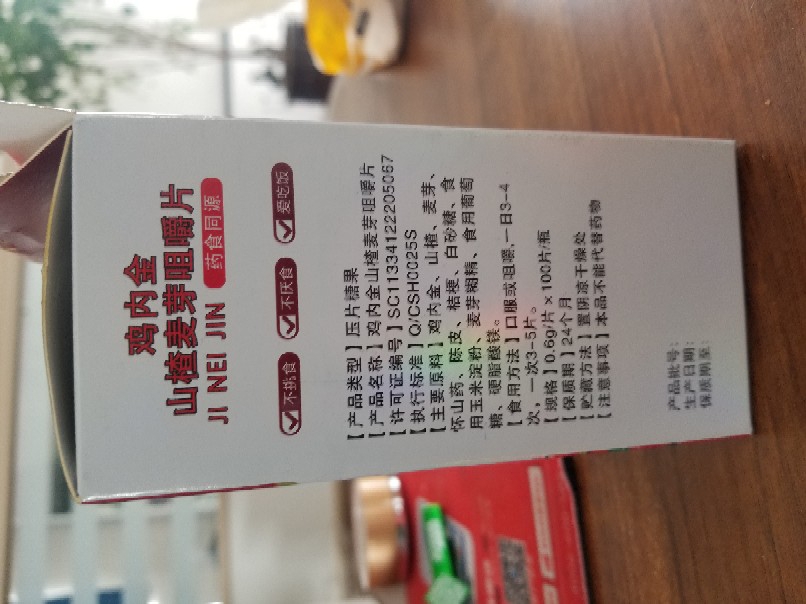 鸡内金
山楂麦芽咀嚼片
JI NEI JIN 药食同源
不挑食 不厌食 爱吃饭
【产品类型】压片糖果
【产品名称】鸡内金山楂麦芽咀嚼片
【许可证编号】SC11334122205067
【执行标准】Q/CSH0025S
【主要原料】鸡内金、山楂、麦芽、
怀山药、陈皮、桔梗、白砂糖、食
用玉米淀粉、麦芽糊精、食用葡萄
糖、硬脂酸镁。
【食用方法】口服或咀嚼,一日3-4
次，一次3-5片。
【规格】0.6g/片×100片/瓶
【保质期】24个月
【贮藏方法】置阴凉干燥处
【注意事项】本品不能代替药物
产品批号：
生产日期：
保质期至：